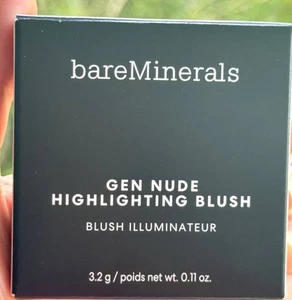 bareMinerals
GEN NUDE
HIGHLIGHTING BLUSH
BLUSH ILLUMINATEUR
3.2 g / poids net wt. 0.11 oz.